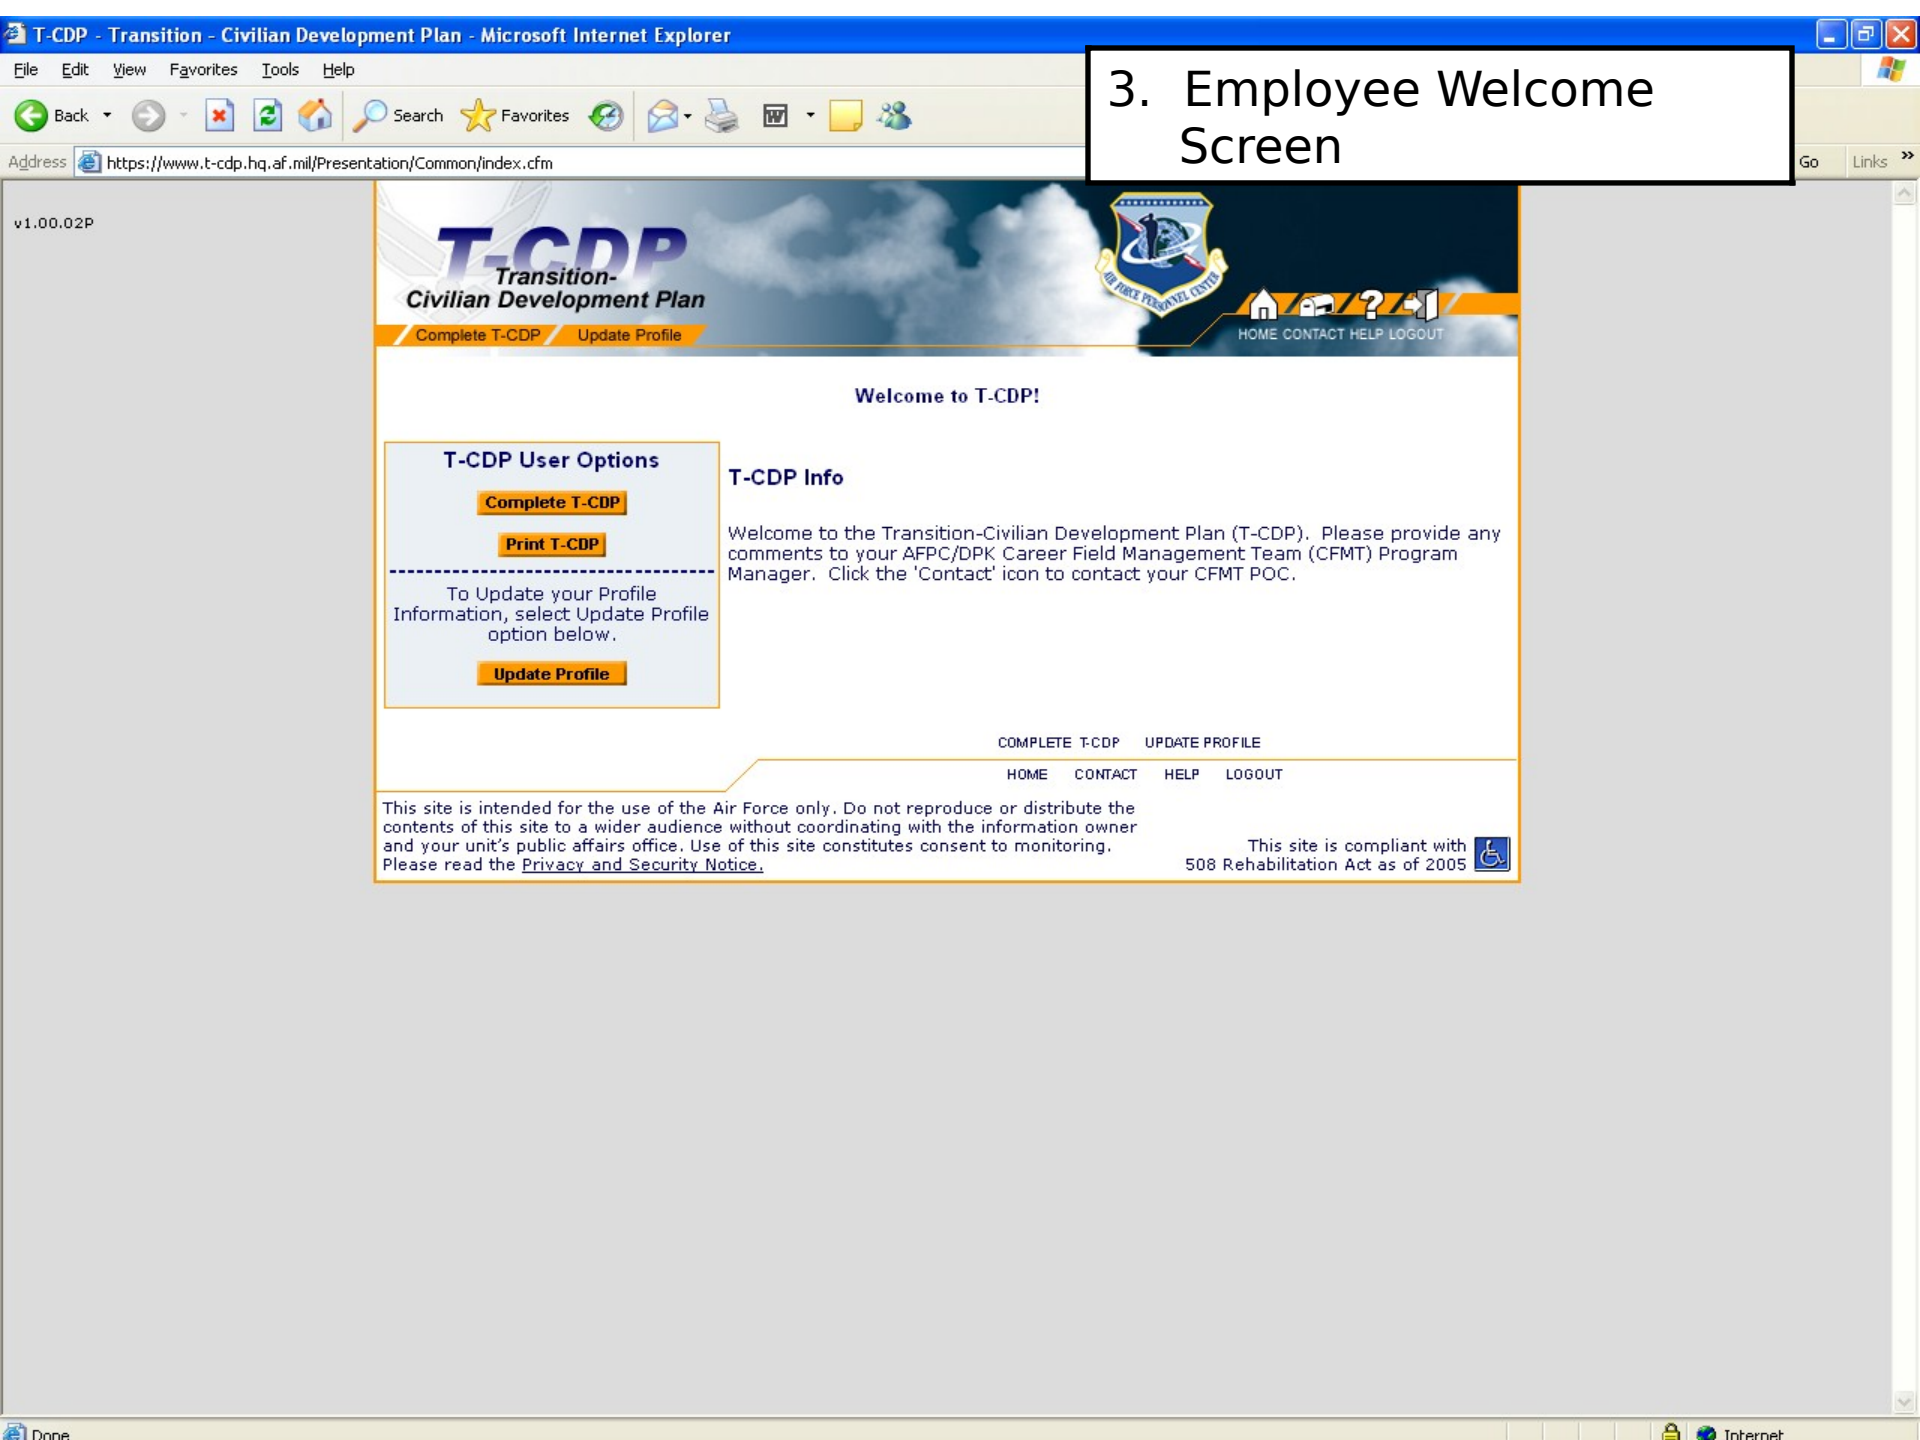 T-CDP - Transition - Civilian Development Plan - Microsoft Internet Explorer
File Edit View Favorites Tools Help
3. Employee Welcome
Screen
Back Search Favorites
Address https://www.t-cdp.hq.af.mil/Presentation/Common/index.cfm Go Links »
v1.00.02P
T-CDP
Transition-
Civilian Development Plan
AIR FORCE PERSONNEL CENTER
Complete T-CDP Update Profile
HOME CONTACT HELP LOGOUT
Welcome to T-CDP!
T-CDP User Options
Complete T-CDP
Print T-CDP
To Update your Profile
Information, select Update Profile
option below.
Update Profile
T-CDP Info
Welcome to the Transition-Civilian Development Plan (T-CDP). Please provide any
comments to your AFPC/DPK Career Field Management Team (CFMT) Program
Manager. Click the 'Contact' icon to contact your CFMT POC.
COMPLETE T-CDP UPDATE PROFILE
HOME CONTACT HELP LOGOUT
This site is intended for the use of the Air Force only. Do not reproduce or distribute the
contents of this site to a wider audience without coordinating with the information owner
and your unit's public affairs office. Use of this site constitutes consent to monitoring.
Please read the Privacy and Security Notice.
This site is compliant with
508 Rehabilitation Act as of 2005
Done Internet